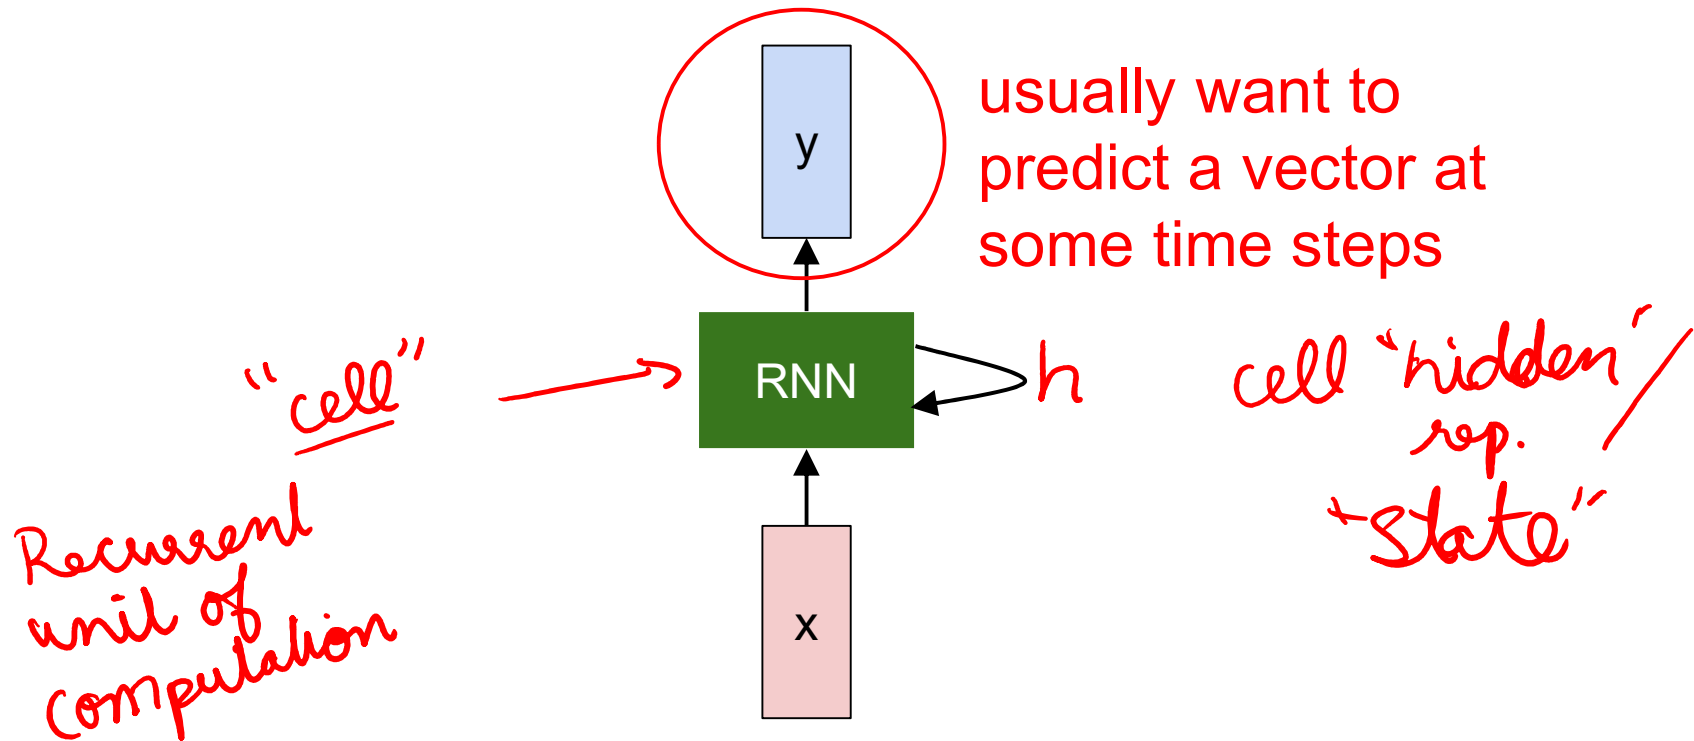 y
usually want to
predict a vector at
some time steps
"cell"
RNN
h
cell "hidden" /
rep.
"state"
Recurrent
unit of
computation
x